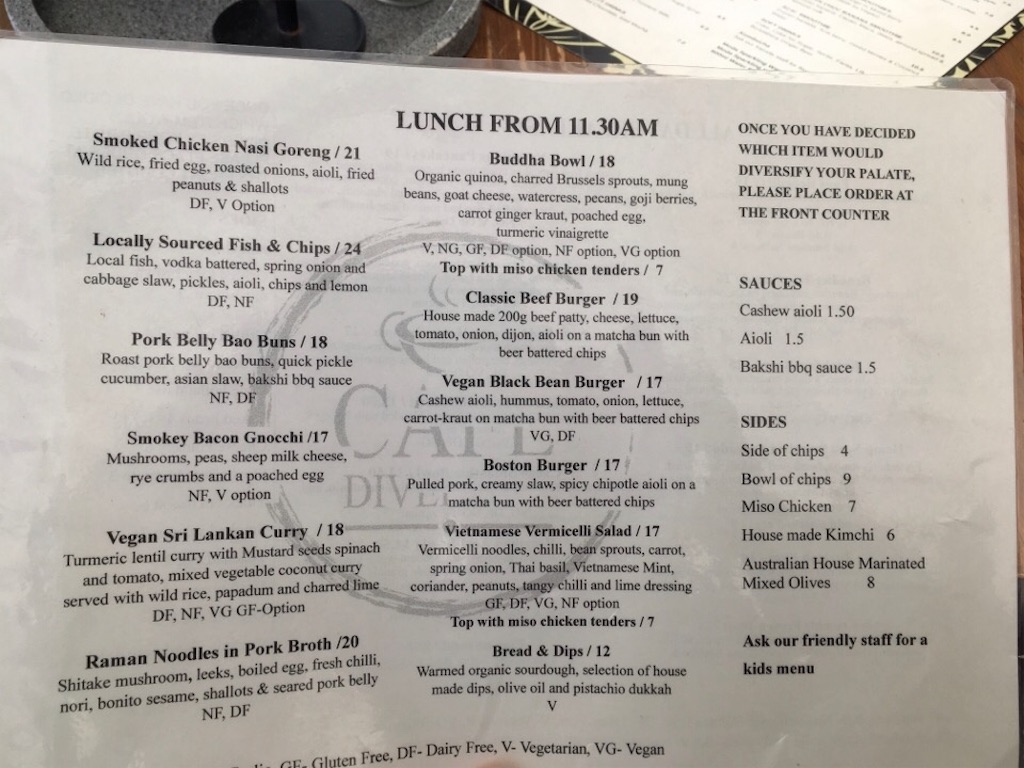 LUNCH FROM 11.30AM
Smoked Chicken Nasi Goreng / 21
Wild rice, fried egg, roasted onions, aioli, fried
peanuts & shallots
DF, V Option
Locally Sourced Fish & Chips / 24
Local fish, vodka battered, spring onion and
cabbage slaw, pickles, aioli, chips and lemon
DF, NF
Pork Belly Bao Buns / 18
Roast pork belly bao buns, quick pickle
cucumber, asian slaw, bakshi bbq sauce
NF, DF
Smokey Bacon Gnocchi /17
Mushrooms, peas, sheep milk cheese,
rye crumbs and a poached egg
NF, V option
Vegan Sri Lankan Curry / 18
Turmeric lentil curry with Mustard seeds spinach
and tomato, mixed vegetable coconut curry
served with wild rice, papadum and charred lime
DF, NF, VG GF-Option
Raman Noodles in Pork Broth /20
Shitake mushroom, leeks, boiled egg, fresh chilli,
nori, bonito sesame, shallots & seared pork belly
NF, DF
Buddha Bowl / 18
Organic quinoa, charred Brussels sprouts, mung
beans, goat cheese, watercress, pecans, goji berries,
carrot ginger kraut, poached egg,
turmeric vinaigrette
V, NG, GF, DF option, NF option, VG option
Top with miso chicken tenders / 7
Classic Beef Burger / 19
House made 200g beef patty, cheese, lettuce,
tomato, onion, dijon, aioli on a matcha bun with
beer battered chips
Vegan Black Bean Burger / 17
Cashew aioli, hummus, tomato, onion, lettuce,
carrot-kraut on matcha bun with beer battered chips
VG, DF
Boston Burger / 17
Pulled pork, creamy slaw, spicy chipotle aioli on a
matcha bun with beer battered chips
Vietnamese Vermicelli Salad / 17
Vermicelli noodles, chilli, bean sprouts, carrot,
spring onion, Thai basil, Vietnamese Mint,
coriander, peanuts, tangy chilli and lime dressing
GF, DF, VG, NF option
Top with miso chicken tenders / 7
Bread & Dips / 12
Warmed organic sourdough, selection of house
made dips, olive oil and pistachio dukkah
V
ONCE YOU HAVE DECIDED
WHICH ITEM WOULD
DIVERSIFY YOUR PALATE,
PLEASE PLACE ORDER AT
THE FRONT COUNTER
SAUCES
Cashew aioli 1.50
Aioli 1.5
Bakshi bbq sauce 1.5
SIDES
Side of chips 4
Bowl of chips 9
Miso Chicken 7
House made Kimchi 6
Australian House Marinated
Mixed Olives 8
Ask our friendly staff for a
kids menu
CAFE
GF- Gluten Free, DF- Dairy Free, V- Vegetarian, VG- Vegan